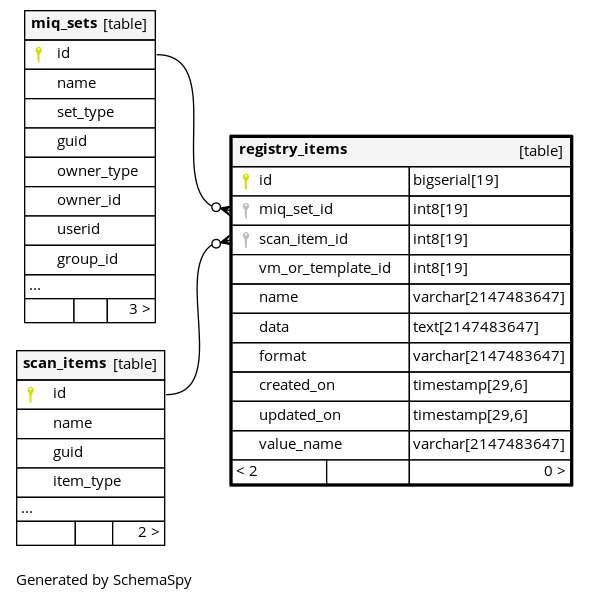 miq_sets [table]
id
name
set_type
guid
owner_type
owner_id
userid
group_id
...
3 >
registry_items [table]
id bigserial[19]
miq_set_id int8[19]
scan_item_id int8[19]
vm_or_template_id int8[19]
name varchar[2147483647]
data text[2147483647]
format varchar[2147483647]
created_on timestamp[29,6]
updated_on timestamp[29,6]
value_name varchar[2147483647]
< 2 0 >
scan_items [table]
id
name
guid
item_type
...
2 >
Generated by SchemaSpy